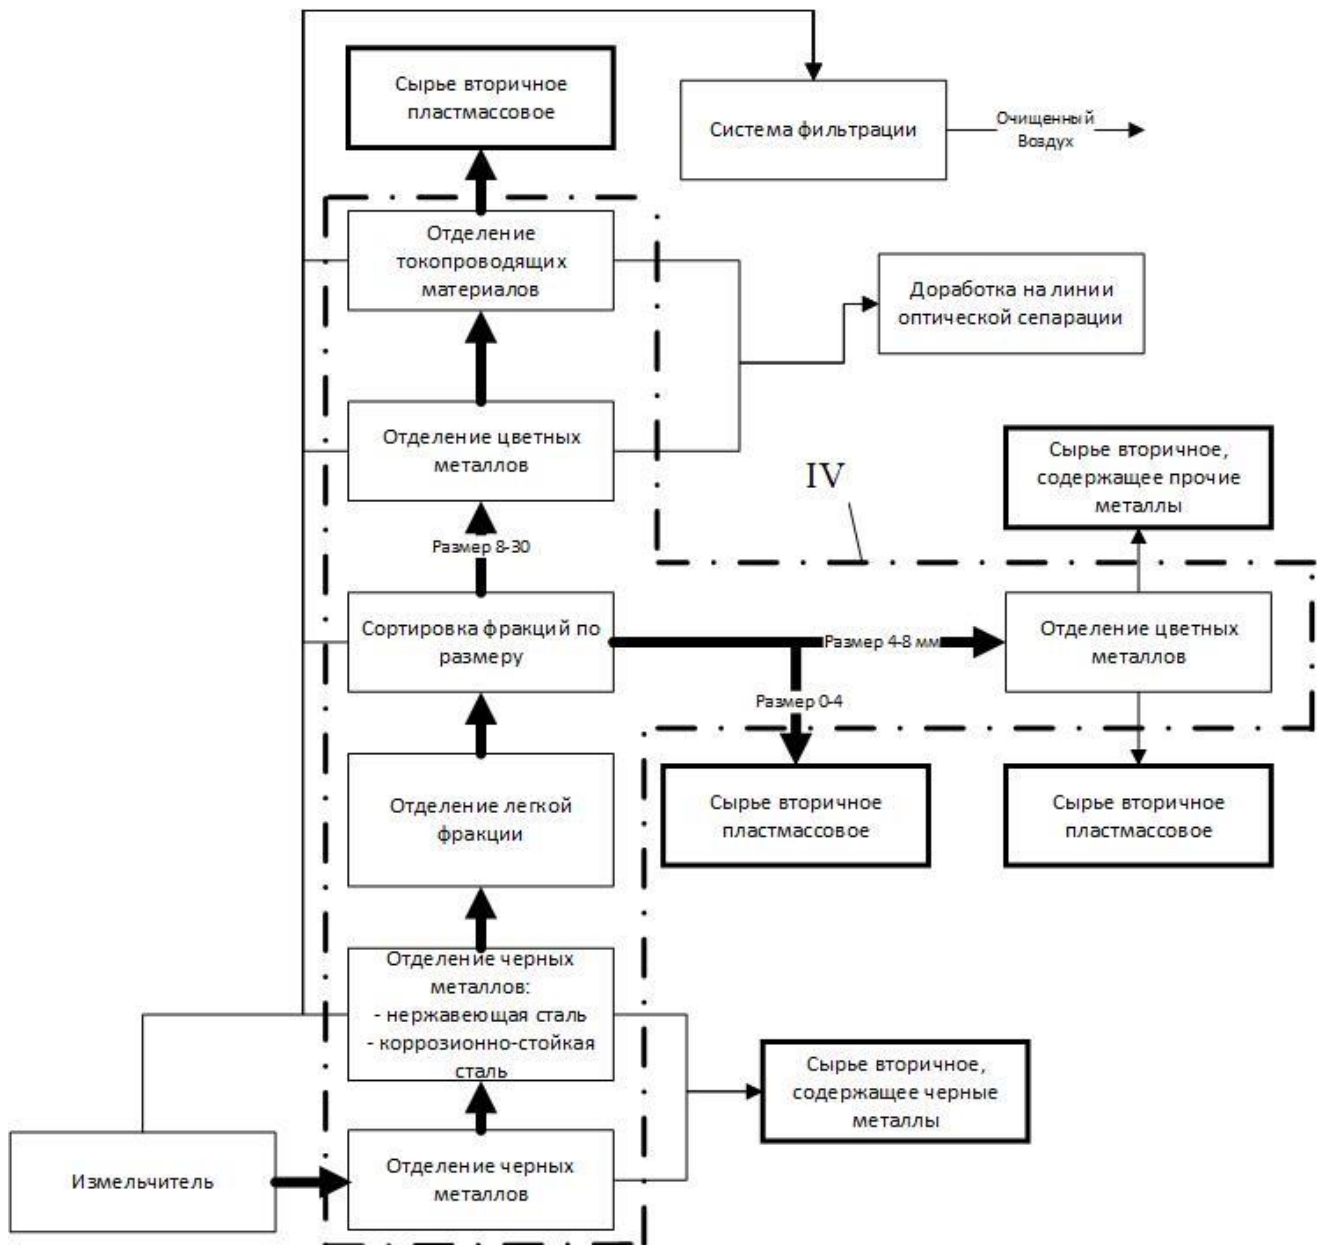 Сырье вторичное
пластмассовое
Система фильтрации
Очищенный
Воздух
Отделение
токопроводящих
материалов
Доработка на линии
оптической сепарации
Отделение цветных
металлов
IV
Сырье вторичное,
содержащее прочие
металлы
Размер 8-30
Сортировка фракций по
размеру
Размер 4-8 мм
Отделение цветных
металлов
Размер 0-4
Отделение легкой
фракции
Сырье вторичное
пластмассовое
Сырье вторичное
пластмассовое
Отделение черных
металлов:
- нержавеющая сталь
- коррозионно-стойкая
сталь
Сырье вторичное,
содержащее черные
металлы
Измельчитель
Отделение черных
металлов